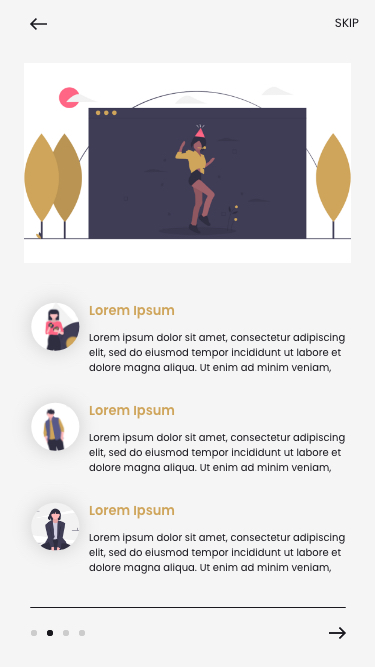 SKIP
Lorem Ipsum
Lorem ipsum dolor sit amet, consectetur adipiscing
elit, sed do eiusmod tempor incididunt ut labore et
dolore magna aliqua. Ut enim ad minim veniam,
Lorem Ipsum
Lorem ipsum dolor sit amet, consectetur adipiscing
elit, sed do eiusmod tempor incididunt ut labore et
dolore magna aliqua. Ut enim ad minim veniam,
Lorem Ipsum
Lorem ipsum dolor sit amet, consectetur adipiscing
elit, sed do eiusmod tempor incididunt ut labore et
dolore magna aliqua. Ut enim ad minim veniam,